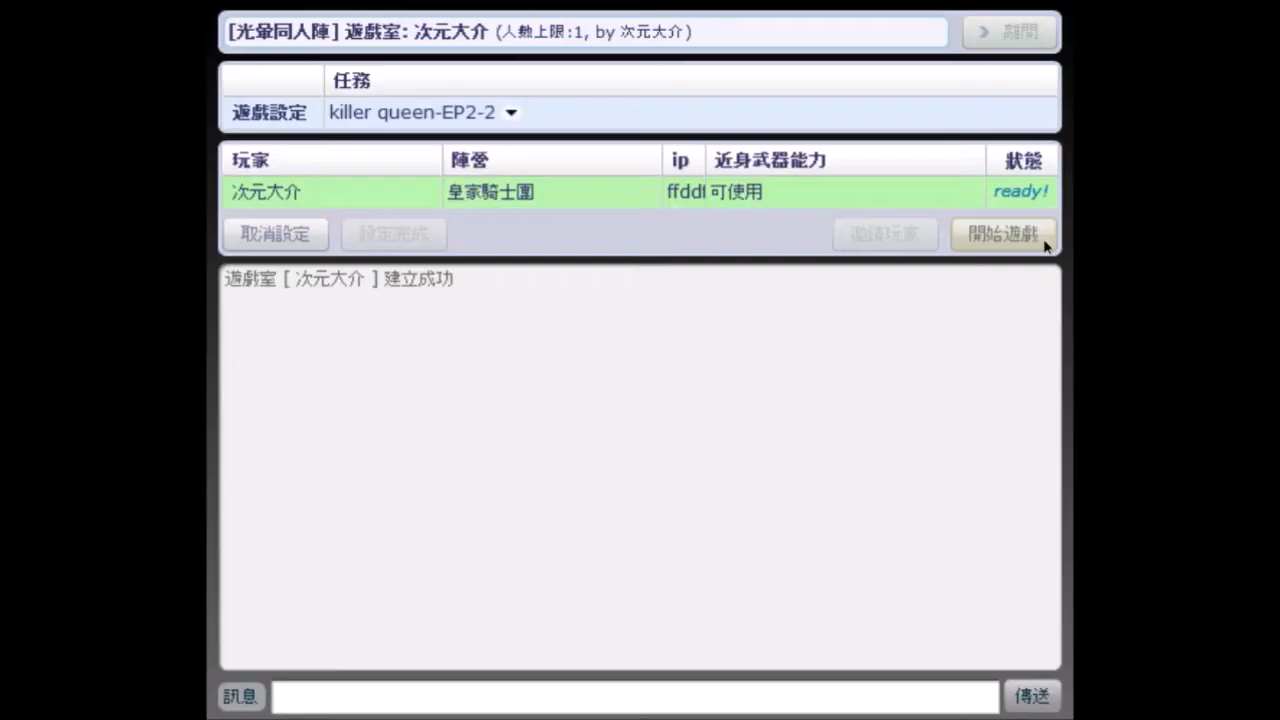 [光暈同人陣] 遊戲室: 次元大介 (人數上限:1, by 次元大介)
離開
任務
遊戲設定 killer queen-EP2-2
玩家 陣營 ip 近身武器能力 狀態
次元大介 皇家騎士團 ffddf 可使用 ready!
取消設定 設定完成 邀請玩家 開始遊戲
遊戲室 [ 次元大介 ] 建立成功
訊息 傳送